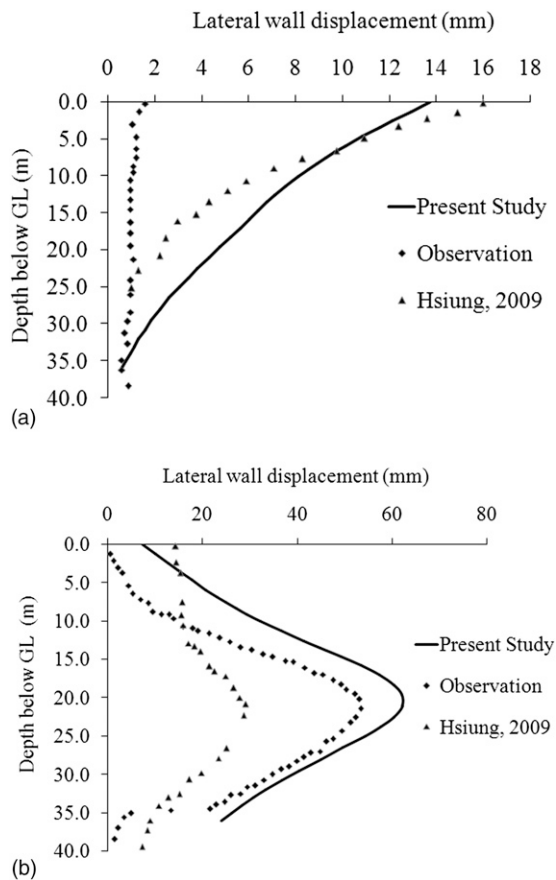 Lateral wall displacement (mm)
0 2 4 6 8 10 12 14 16 18
0.0
5.0
10.0
15.0
20.0
25.0
30.0
35.0
40.0
Depth below GL (m)
Present Study
Observation
Hsiung, 2009
(a)
Lateral wall displacement (mm)
0 20 40 60 80
0.0
5.0
10.0
15.0
20.0
25.0
30.0
35.0
40.0
Depth below GL (m)
Present Study
Observation
Hsiung, 2009
(b)